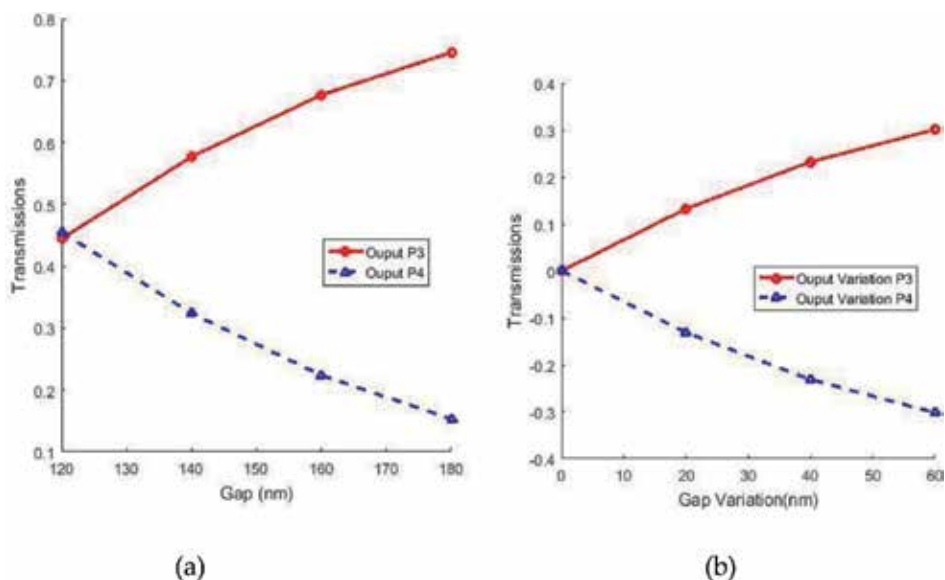 0.8
0.7
0.6
0.5
0.4
0.3
0.2
0.1
Transmissions
Ouput P3
Ouput P4
120 130 140 150 160 170 180
Gap (nm)
(a)
0.4
0.3
0.2
0.1
0
-0.1
-0.2
-0.3
-0.4
Transmissions
Ouput Variation P3
Ouput Variation P4
0 10 20 30 40 50 60
Gap Variation(nm)
(b)